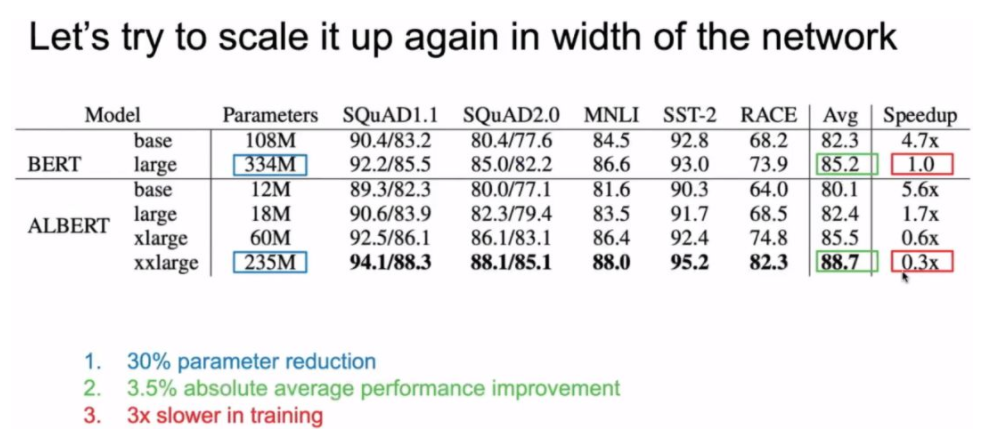 Let's try to scale it up again in width of the network
Model Parameters SQuAD1.1 SQuAD2.0 MNLI SST-2 RACE Avg Speedup
base 108M 90.4/83.2 80.4/77.6 84.5 92.8 68.2 82.3 4.7x
BERT large 334M 92.2/85.5 85.0/82.2 86.6 93.0 73.9 85.2 1.0
base 12M 89.3/82.3 80.0/77.1 81.6 90.3 64.0 80.1 5.6x
ALBERT large 18M 90.6/83.9 82.3/79.4 83.5 91.7 68.5 82.4 1.7x
xlarge 60M 92.5/86.1 86.1/83.1 86.4 92.4 74.8 85.5 0.6x
xxlarge 235M 94.1/88.3 88.1/85.1 88.0 95.2 82.3 88.7 0.3x
1. 30% parameter reduction
2. 3.5% absolute average performance improvement
3. 3x slower in training